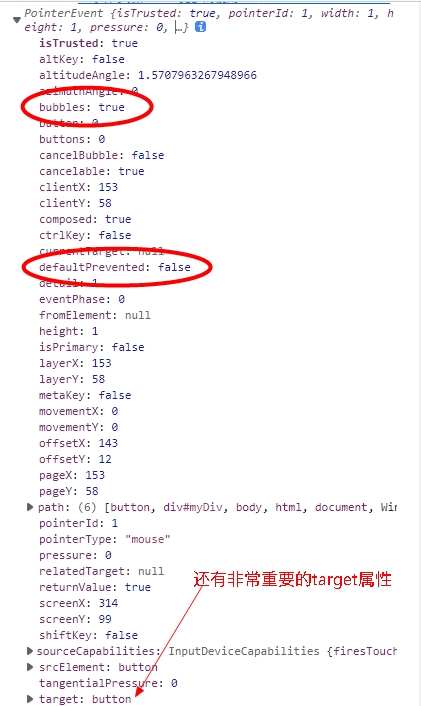 PointerEvent {isTrusted: true, pointerId: 1, width: 1, h
eight: 1, pressure: 0, …}
isTrusted: true
altKey: false
altitudeAngle: 1.5707963267948966
azimuthAngle: 0
bubbles: true
button: 0
buttons: 0
cancelBubble: false
cancelable: true
clientX: 153
clientY: 58
composed: true
ctrlKey: false
currentTarget: null
defaultPrevented: false
detail: 1
eventPhase: 0
fromElement: null
height: 1
isPrimary: false
layerX: 153
layerY: 58
metaKey: false
movementX: 0
movementY: 0
offsetX: 143
offsetY: 12
pageX: 153
pageY: 58
path: (6) [button, div#myDiv, body, html, document, Win
pointerId: 1
pointerType: "mouse"
pressure: 0
relatedTarget: null
returnValue: true
还有非常重要的target属性
screenX: 314
screenY: 99
shiftKey: false
sourceCapabilities: InputDeviceCapabilities {firesTouch
srcElement: button
tangentialPressure: 0
target: button